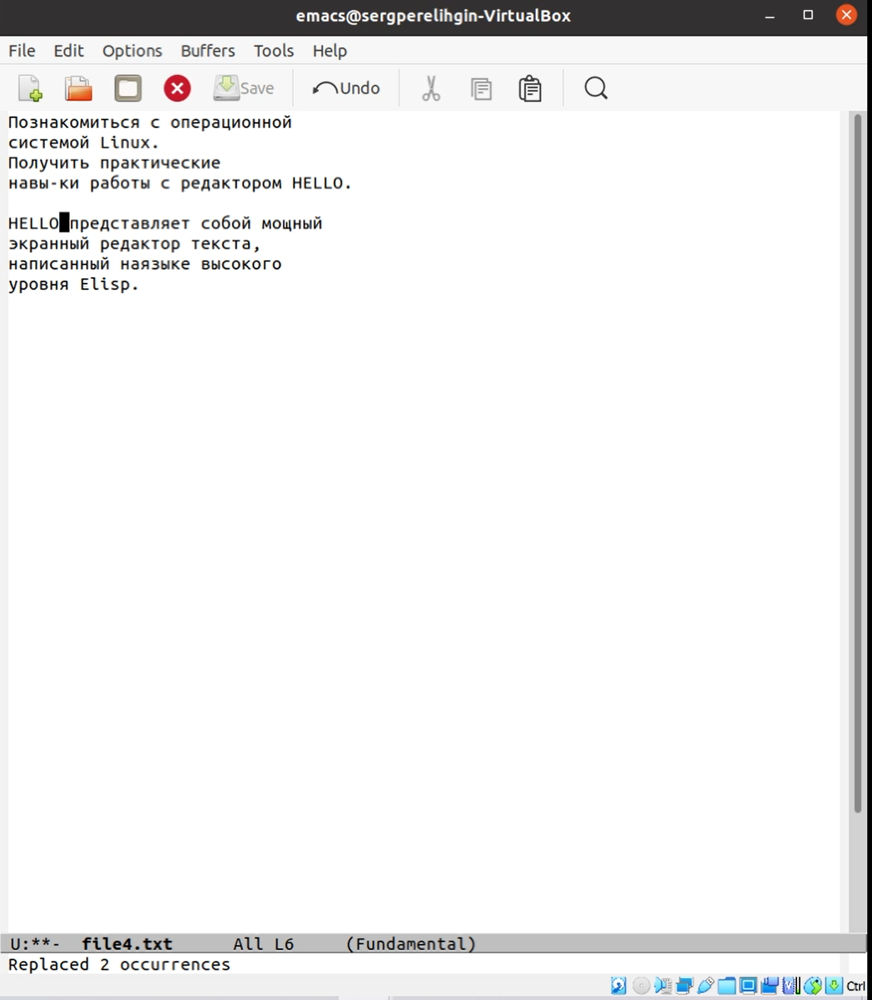 emacs@sergperelihgin-VirtualBox
File Edit Options Buffers Tools Help
Save Undo
Познакомиться с операционной
системой Linux.
Получить практические
навы-ки работы с редактором HELLO.
HELLO представляет собой мощный
экранный редактор текста,
написанный наязыке высокого
уровня Elisp.
U:**- file4.txt All L6 (Fundamental)
Replaced 2 occurrences
Ctrl